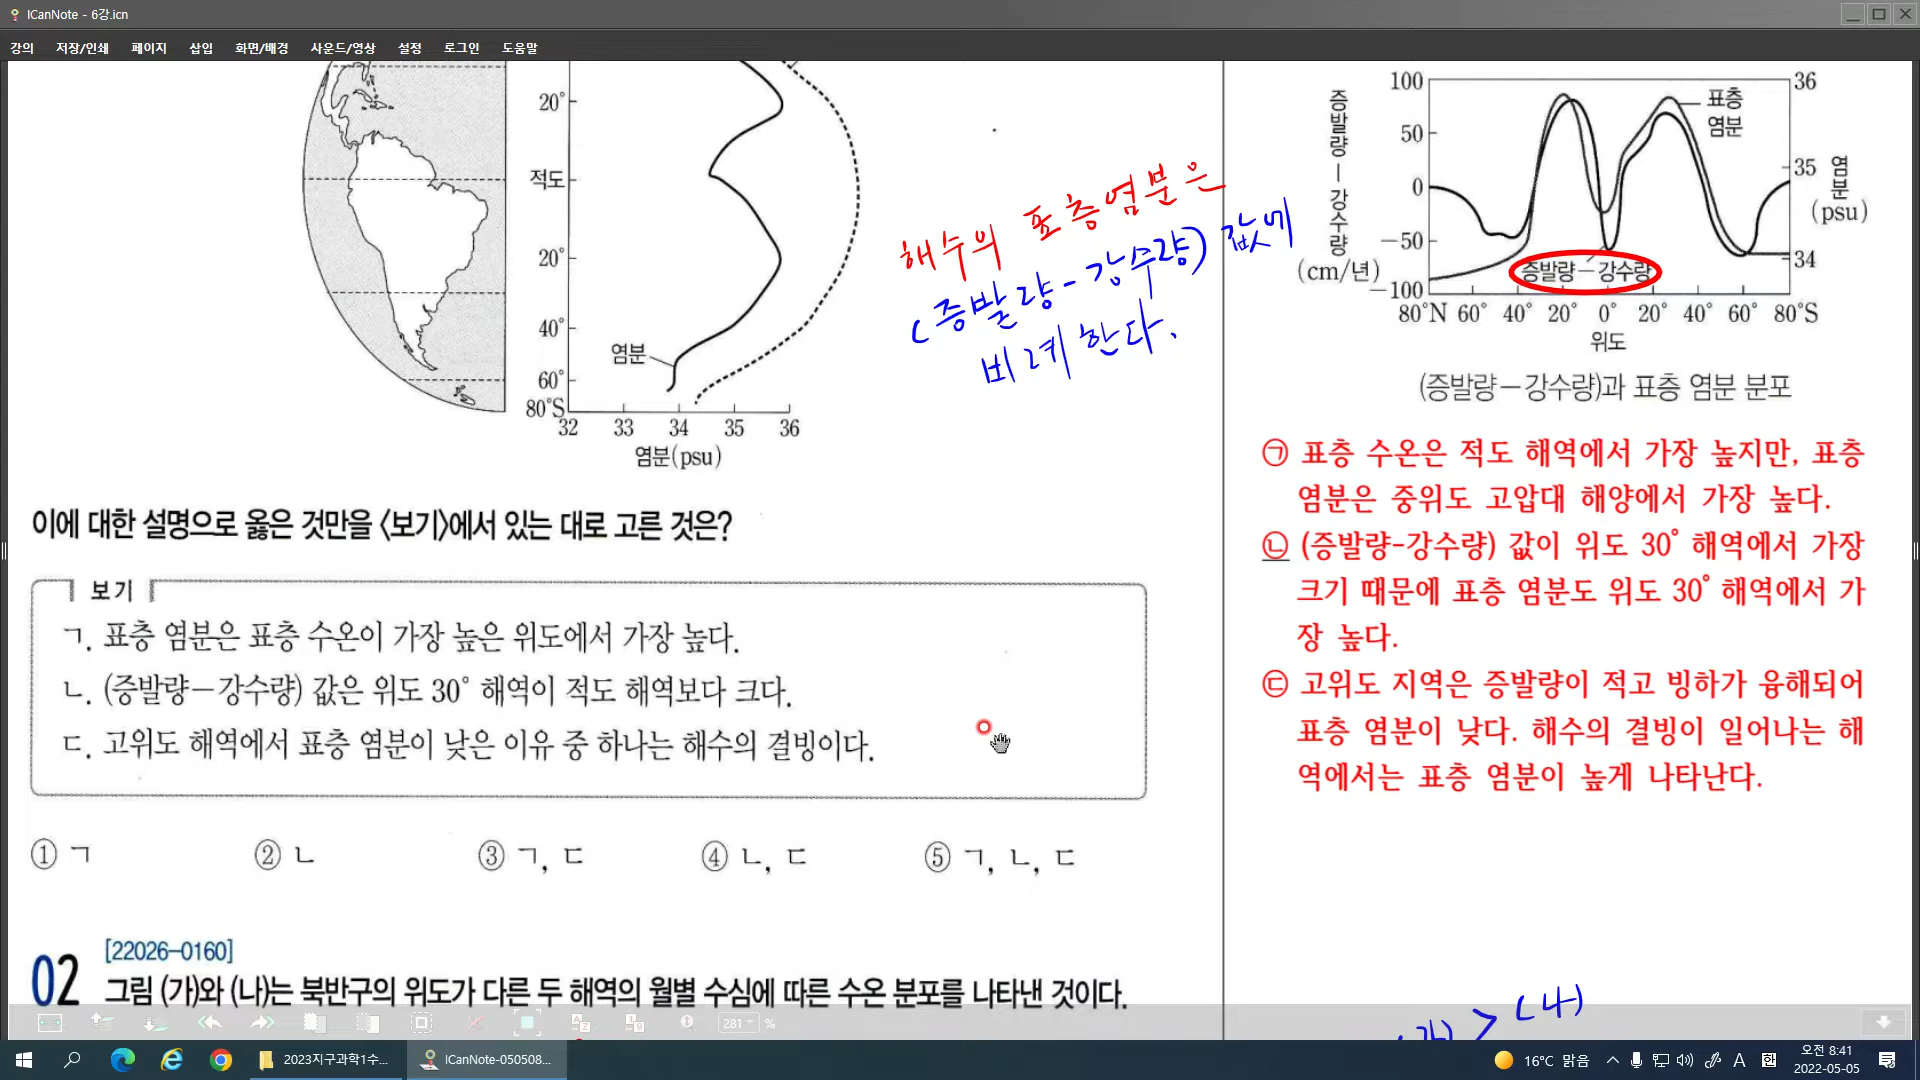 ICanNote - 6강.icn
강의 저장/인쇄 페이지 삽입 화면/배경 사운드/영상 설정 로그인 도움말
20°
적도
20°
40°
60°
80°S
염분
32 33 34 35 36
염분(psu)
해수의 표층염분은
(증발량-강수량) 값에
비례한다.
증발량-강수량
(cm/년)
100
50
0
-50
-100
36
35
34
염분
(psu)
표층
염분
증발량-강수량
80°N 60° 40° 20° 0° 20° 40° 60° 80°S
위도
(증발량-강수량)과 표층 염분 분포
㉠ 표층 수온은 적도 해역에서 가장 높지만, 표층
염분은 중위도 고압대 해양에서 가장 높다.
㉡ (증발량-강수량) 값이 위도 30° 해역에서 가장
크기 때문에 표층 염분도 위도 30° 해역에서 가
장 높다.
㉢ 고위도 지역은 증발량이 적고 빙하가 융해되어
표층 염분이 낮다. 해수의 결빙이 일어나는 해
역에서는 표층 염분이 높게 나타난다.
이에 대한 설명으로 옳은 것만을 〈보기〉에서 있는 대로 고른 것은?
보기
ㄱ. 표층 염분은 표층 수온이 가장 높은 위도에서 가장 높다.
ㄴ. (증발량-강수량) 값은 위도 30° 해역이 적도 해역보다 크다.
ㄷ. 고위도 해역에서 표층 염분이 낮은 이유 중 하나는 해수의 결빙이다.
① ㄱ ② ㄴ ③ ㄱ, ㄷ ④ ㄴ, ㄷ ⑤ ㄱ, ㄴ, ㄷ
[22026-0160]
02 그림 (가)와 (나)는 북반구의 위도가 다른 두 해역의 월별 수심에 따른 수온 분포를 나타낸 것이다.
(가) > (나)
281 %
2023지구과학1수... ICanNote-050508... 16°C 맑음 A 한 오전 8:41
2022-05-05